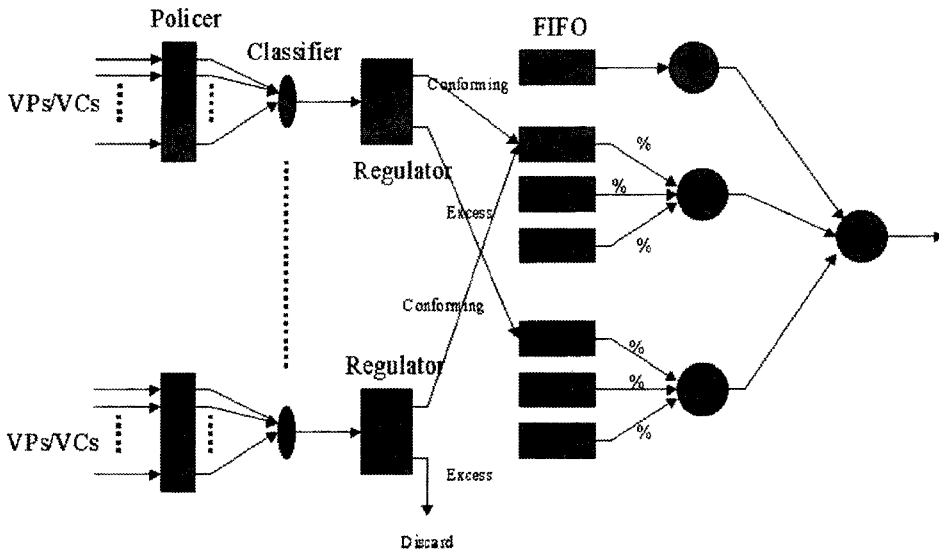 Policer
Classifier
FIFO
VPs/VCs
Conforming
Regulator
%
%
%
Excess
Conforming
Regulator
%
%
%
VPs/VCs
Excess
Discard